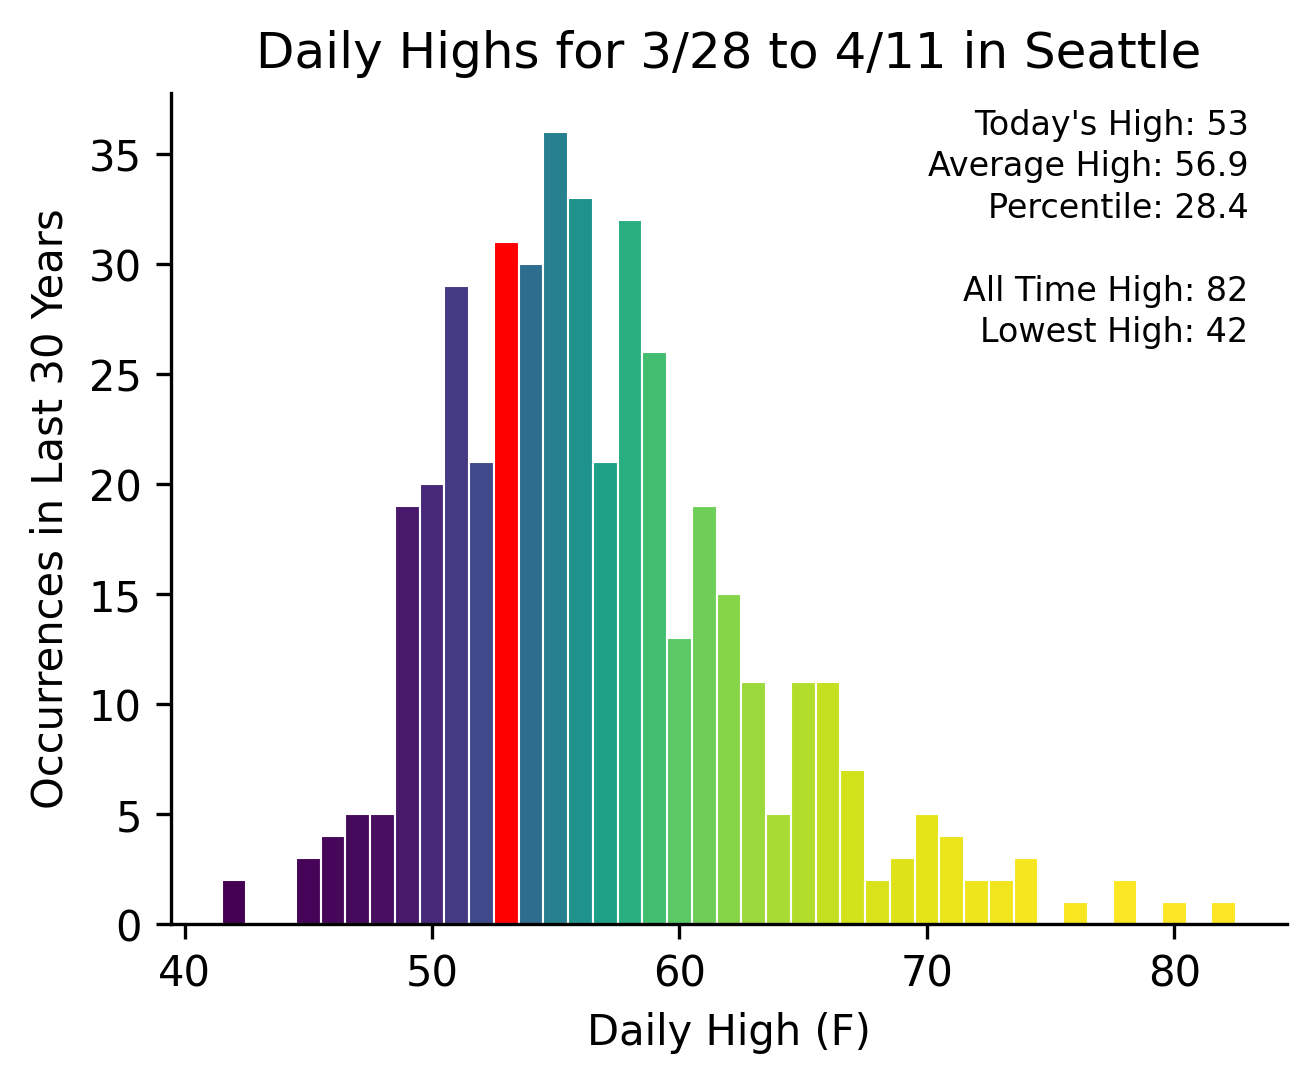 Daily Highs for 3/28 to 4/11 in Seattle
Today's High: 53
Average High: 56.9
Percentile: 28.4
All Time High: 82
Lowest High: 42
Occurrences in Last 30 Years
35
30
25
20
15
10
5
0
40 50 60 70 80
Daily High (F)